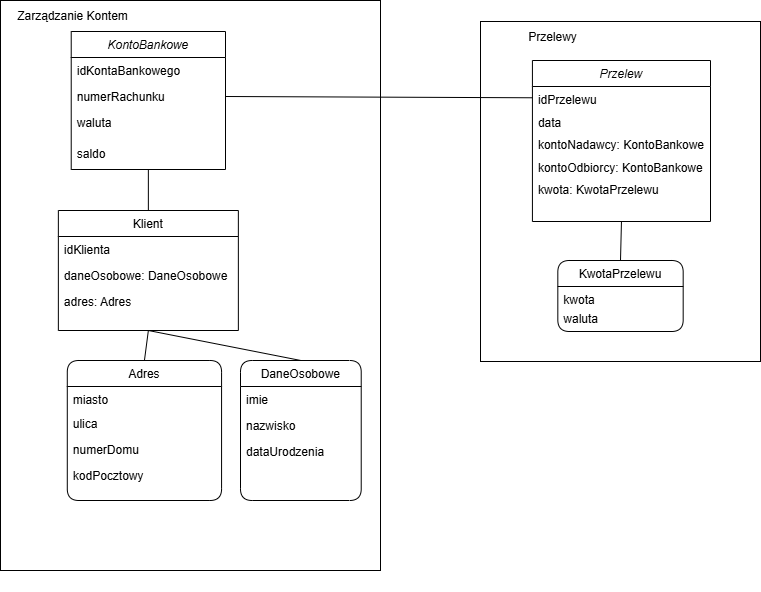 Zarządzanie Kontem
KontoBankowe
idKontaBankowego
numerRachunku
waluta
saldo
Klient
idKlienta
daneOsobowe: DaneOsobowe
adres: Adres
Adres
miasto
ulica
numerDomu
kodPocztowy
DaneOsobowe
imie
nazwisko
dataUrodzenia
Przelewy
Przelew
idPrzelewu
data
kontoNadawcy: KontoBankowe
kontoOdbiorcy: KontoBankowe
kwota: KwotaPrzelewu
KwotaPrzelewu
kwota
waluta